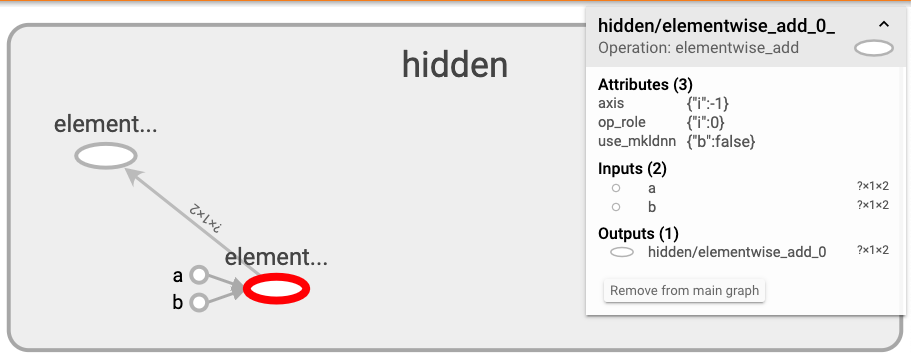 hidden
element...
?×1×2
element...
a
b
hidden/elementwise_add_0_
Operation: elementwise_add
Attributes (3)
axis {"i":-1}
op_role {"i":0}
use_mkldnn {"b":false}
Inputs (2)
a ?×1×2
b ?×1×2
Outputs (1)
hidden/elementwise_add_0 ?×1×2
Remove from main graph